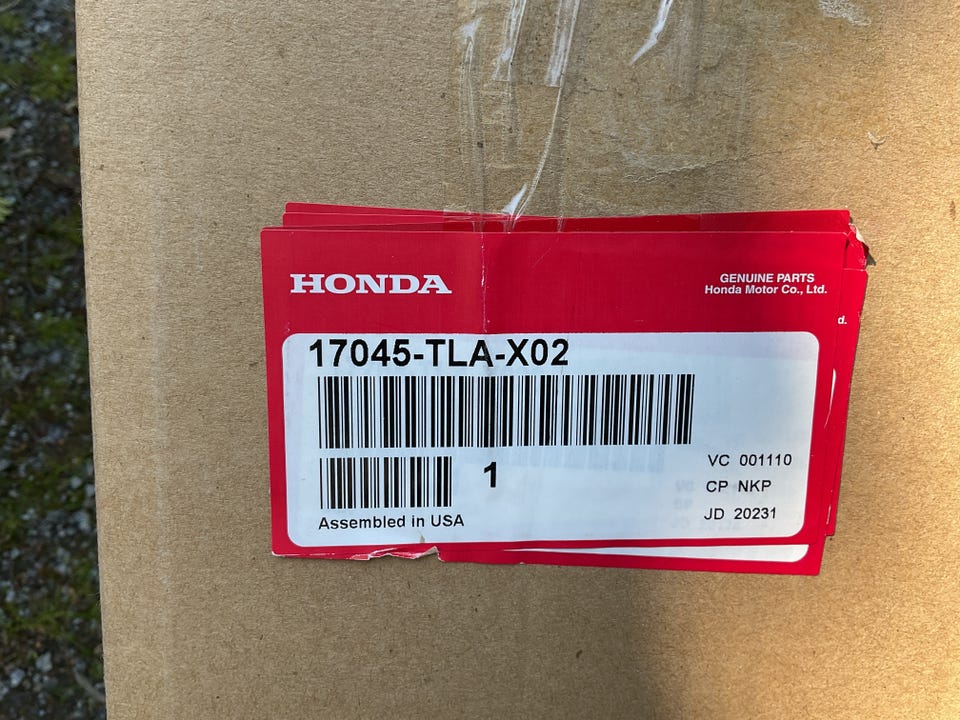 HONDA
GENUINE PARTS
Honda Motor Co., Ltd.
d.
17045-TLA-X02
1
VC 001110
CP NKP
Assembled in USA
JD 20231